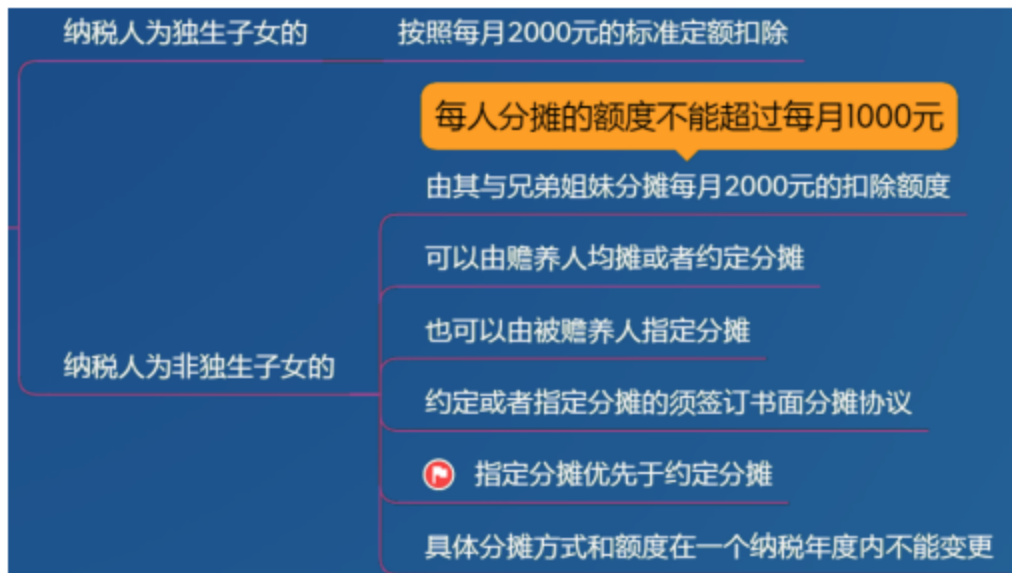 纳税人为独生子女的
按照每月2000元的标准定额扣除
每人分摊的额度不能超过每月1000元
由其与兄弟姐妹分摊每月2000元的扣除额度
可以由赡养人均摊或者约定分摊
也可以由被赡养人指定分摊
纳税人为非独生子女的
约定或者指定分摊的须签订书面分摊协议
指定分摊优先于约定分摊
具体分摊方式和额度在一个纳税年度内不能变更